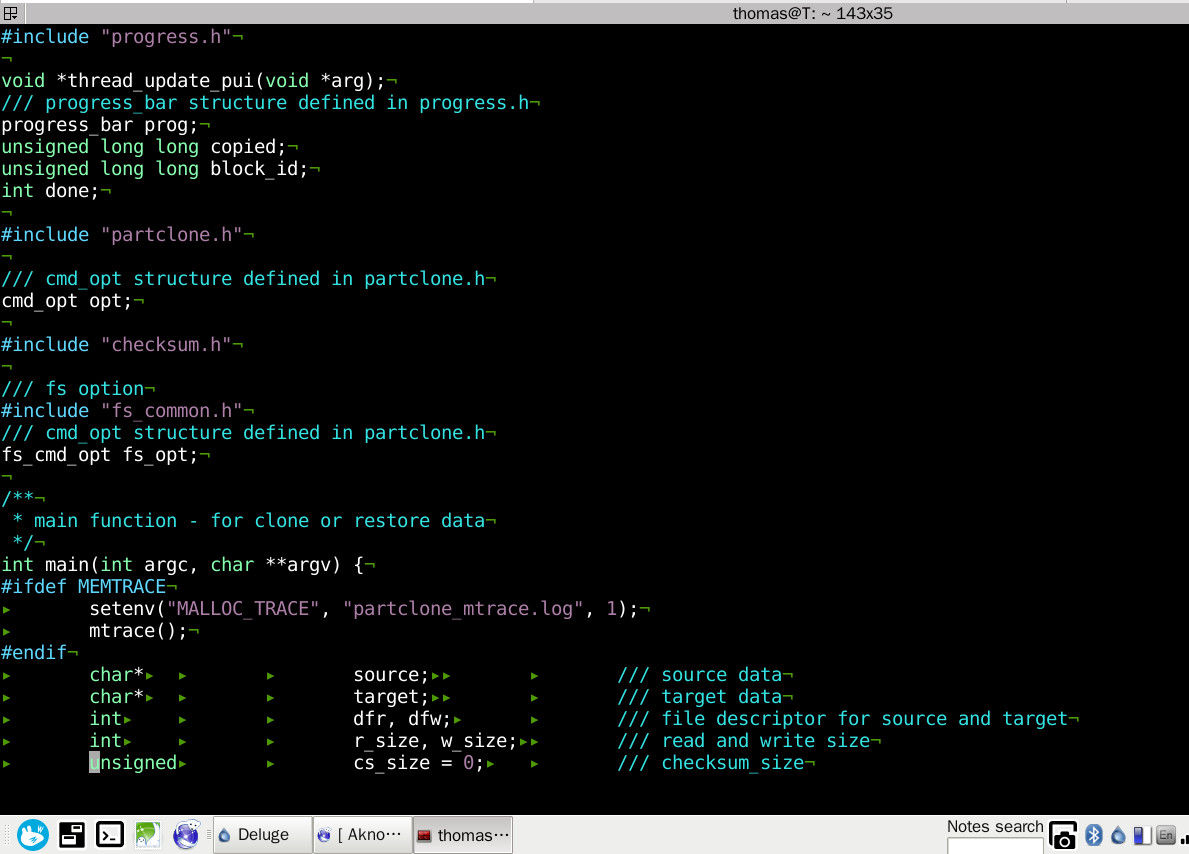 thomas@T: ~ 143x35
#include "progress.h"¬
¬
void *thread_update_pui(void *arg);¬
/// progress_bar structure defined in progress.h¬
progress_bar prog;¬
unsigned long long copied;¬
unsigned long long block_id;¬
int done;¬
¬
#include "partclone.h"¬
¬
/// cmd_opt structure defined in partclone.h¬
cmd_opt opt;¬
¬
#include "checksum.h"¬
¬
/// fs option¬
#include "fs_common.h"¬
/// cmd_opt structure defined in partclone.h¬
fs_cmd_opt fs_opt;¬
¬
/**¬
 * main function - for clone or restore data¬
 */¬
int main(int argc, char **argv) {¬
#ifdef MEMTRACE¬
▸       setenv("MALLOC_TRACE", "partclone_mtrace.log", 1);¬
▸       mtrace();¬
#endif¬
▸       char*▸  ▸       ▸       source;▸▸       ▸       /// source data¬
▸       char*▸  ▸       ▸       target;▸▸       ▸       /// target data¬
▸       int▸    ▸       ▸       dfr, dfw;▸      ▸       /// file descriptor for source and target¬
▸       int▸    ▸       ▸       r_size, w_size;▸▸       /// read and write size¬
▸       unsigned▸       ▸       cs_size = 0;▸   ▸       /// checksum_size¬
Deluge
[ Akno···
thomas···
Notes search
En